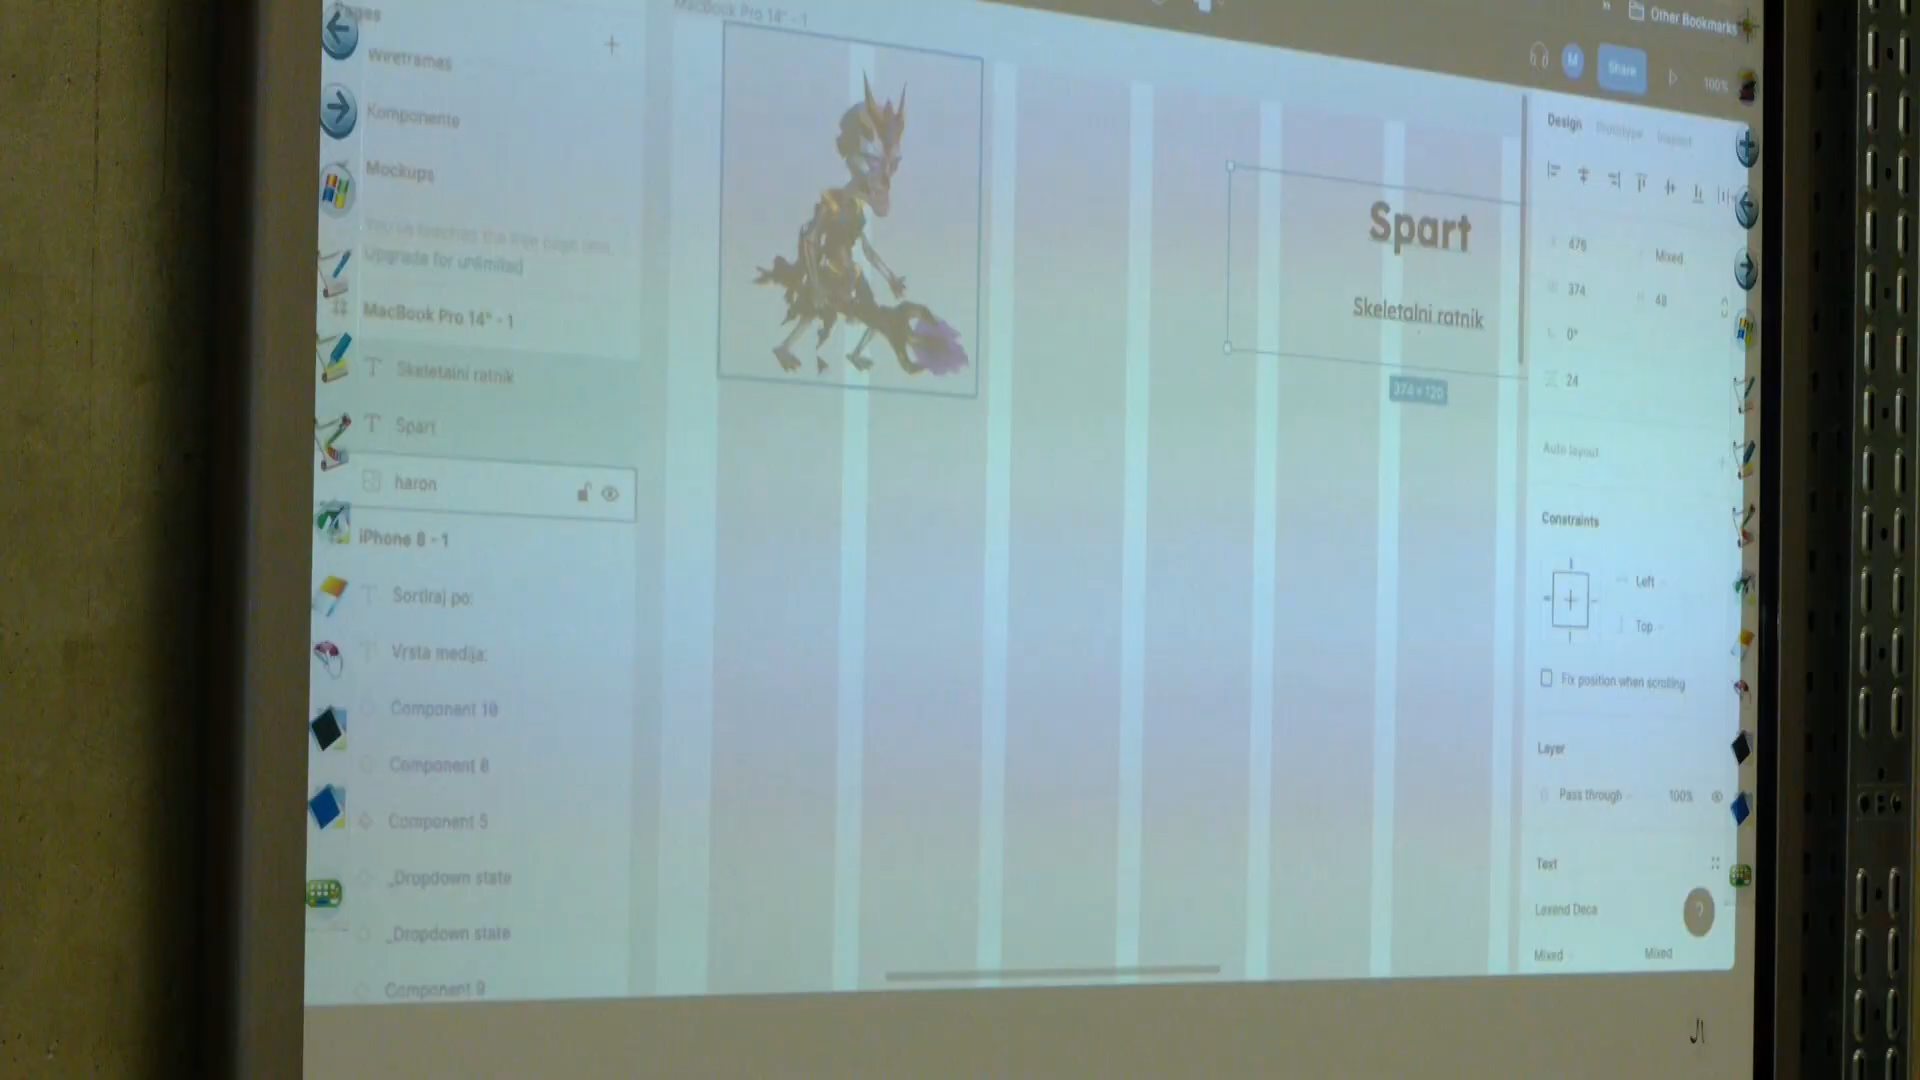 Pages
MacBook Pro 14" - 1
Other Bookmarks
Wireframes
M
Share
100%
Komponente
Design
Prototype
Inspect
Mockups
Spart
476
Mixed
You've reached the free page limit.
Upgrade for unlimited
374
48
MacBook Pro 14" - 1
Skeletalni ratnik
0°
Skeletalni ratnik
24
374 × 120
Spart
Auto layout
haron
Constraints
iPhone 8 - 1
Left
Sortiraj po:
Top
Vrsta medija:
Fix position when scrolling
Component 10
Layer
Component 8
Pass through
100%
Component 5
Text
_Dropdown state
Lexend Deca
?
_Dropdown state
Mixed
Mixed
Component 9